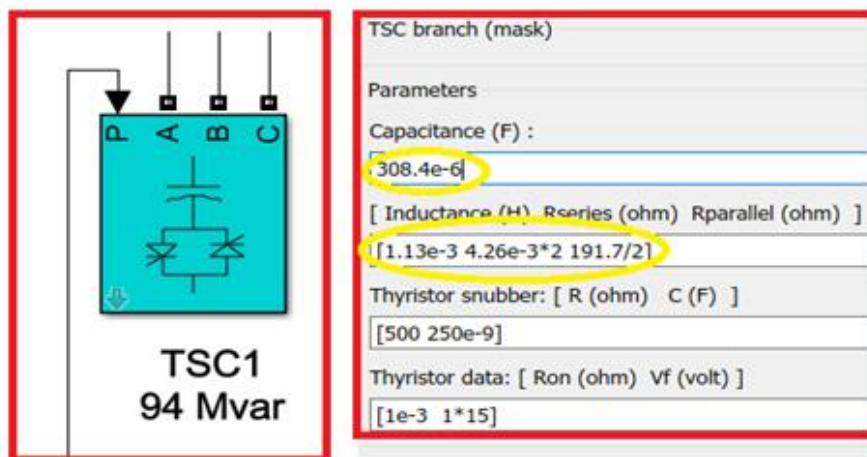 P A B C
TSC1
94 Mvar
TSC branch (mask)
Parameters
Capacitance (F) :
308.4e-6
[ Inductance (H) Rseries (ohm) Rparallel (ohm) ]
[1.13e-3 4.26e-3*2 191.7/2]
Thyristor snubber: [ R (ohm) C (F) ]
[500 250e-9]
Thyristor data: [ Ron (ohm) Vf (volt) ]
[1e-3 1*15]